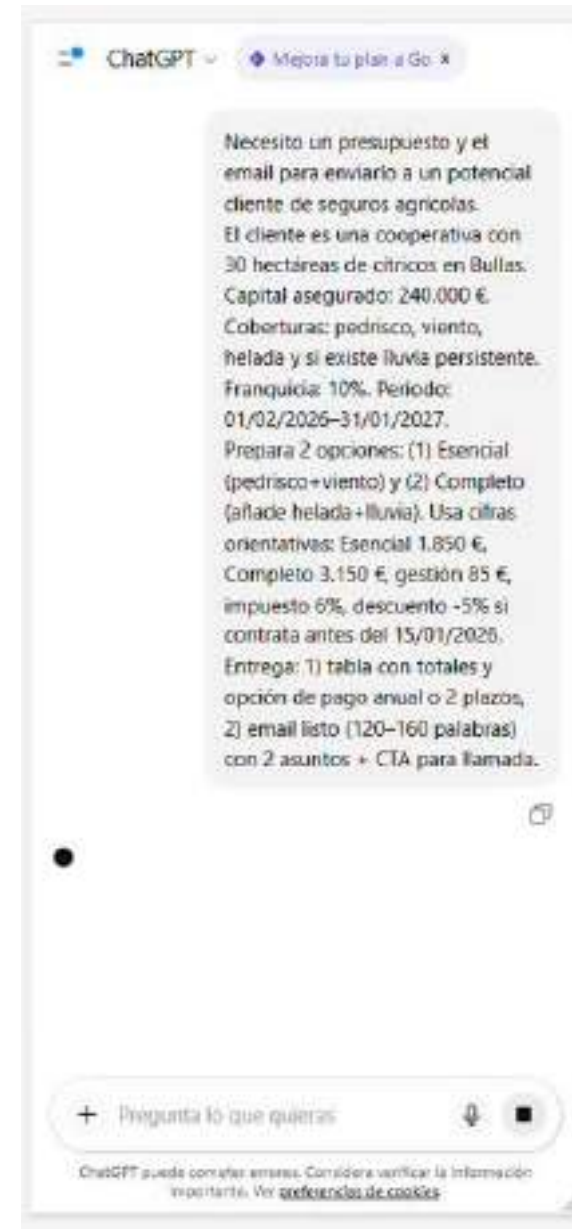 ChatGPT
Mejora tu plan a Go ×
Necesito un presupuesto y el
email para enviarlo a un potencial
cliente de seguros agrícolas.
El cliente es una cooperativa con
30 hectáreas de cítricos en Bullas.
Capital asegurado: 240.000 €.
Coberturas: pedrisco, viento,
helada y si existe lluvia persistente.
Franquicia: 10%. Periodo:
01/02/2026–31/01/2027.
Prepara 2 opciones: (1) Esencial
(pedrisco+viento) y (2) Completo
(añade helada+lluvia). Usa cifras
orientativas: Esencial 1.850 €,
Completo 3.150 €, gestión 85 €,
impuesto 6%, descuento -5% si
contrata antes del 15/01/2026.
Entrega: 1) tabla con totales y
opción de pago anual o 2 plazos,
2) email listo (120–160 palabras)
con 2 asuntos + CTA para llamada.
Pregunta lo que quieras
ChatGPT puede cometer errores. Considera verificar la información
importante. Ver preferencias de cookies